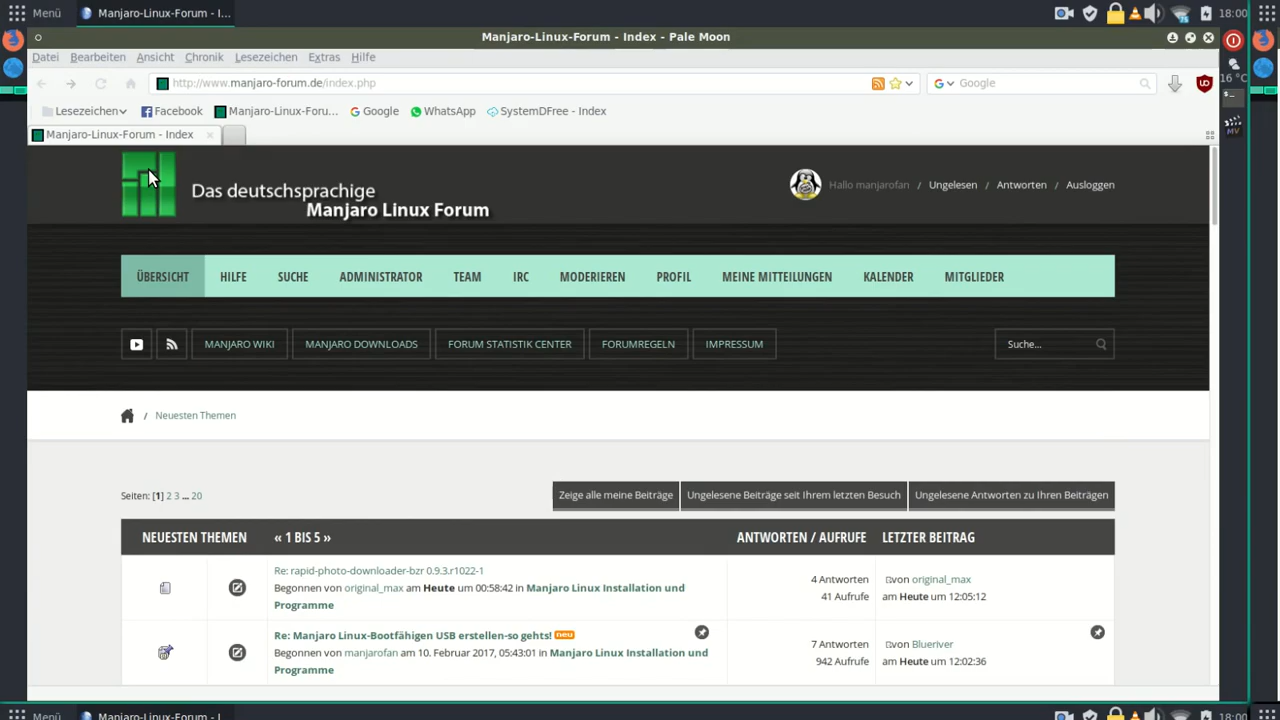 Menü
Manjaro-Linux-Forum - I...
18:00
Manjaro-Linux-Forum - Index - Pale Moon
Datei Bearbeiten Ansicht Chronik Lesezeichen Extras Hilfe
16 °C
http://www.manjaro-forum.de/index.php
Google
Lesezeichen Facebook Manjaro-Linux-Foru... Google WhatsApp SystemDFree - Index
MV
Manjaro-Linux-Forum - Index
Das deutschsprachige
Manjaro Linux Forum
Hallo manjarofan / Ungelesen / Antworten / Ausloggen
ÜBERSICHT HILFE SUCHE ADMINISTRATOR TEAM IRC MODERIEREN PROFIL MEINE MITTEILUNGEN KALENDER MITGLIEDER
MANJARO WIKI MANJARO DOWNLOADS FORUM STATISTIK CENTER FORUMREGELN IMPRESSUM
Suche...
/ Neuesten Themen
Seiten: [1] 2 3 ... 20
Zeige alle meine Beiträge Ungelesene Beiträge seit Ihrem letzten Besuch Ungelesene Antworten zu Ihren Beiträgen
NEUESTEN THEMEN « 1 BIS 5 » ANTWORTEN / AUFRUFE LETZTER BEITRAG
Re: rapid-photo-downloader-bzr 0.9.3.r1022-1
Begonnen von original_max am Heute um 00:58:42 in Manjaro Linux Installation und
Programme
4 Antworten
41 Aufrufe
von original_max
am Heute um 12:05:12
Re: Manjaro Linux-Bootfähigen USB erstellen-so gehts! neu
Begonnen von manjarofan am 10. Februar 2017, 05:43:01 in Manjaro Linux Installation und
Programme
7 Antworten
942 Aufrufe
von Blueriver
am Heute um 12:02:36
Menü
Manjaro-Linux-Forum - I
18:00